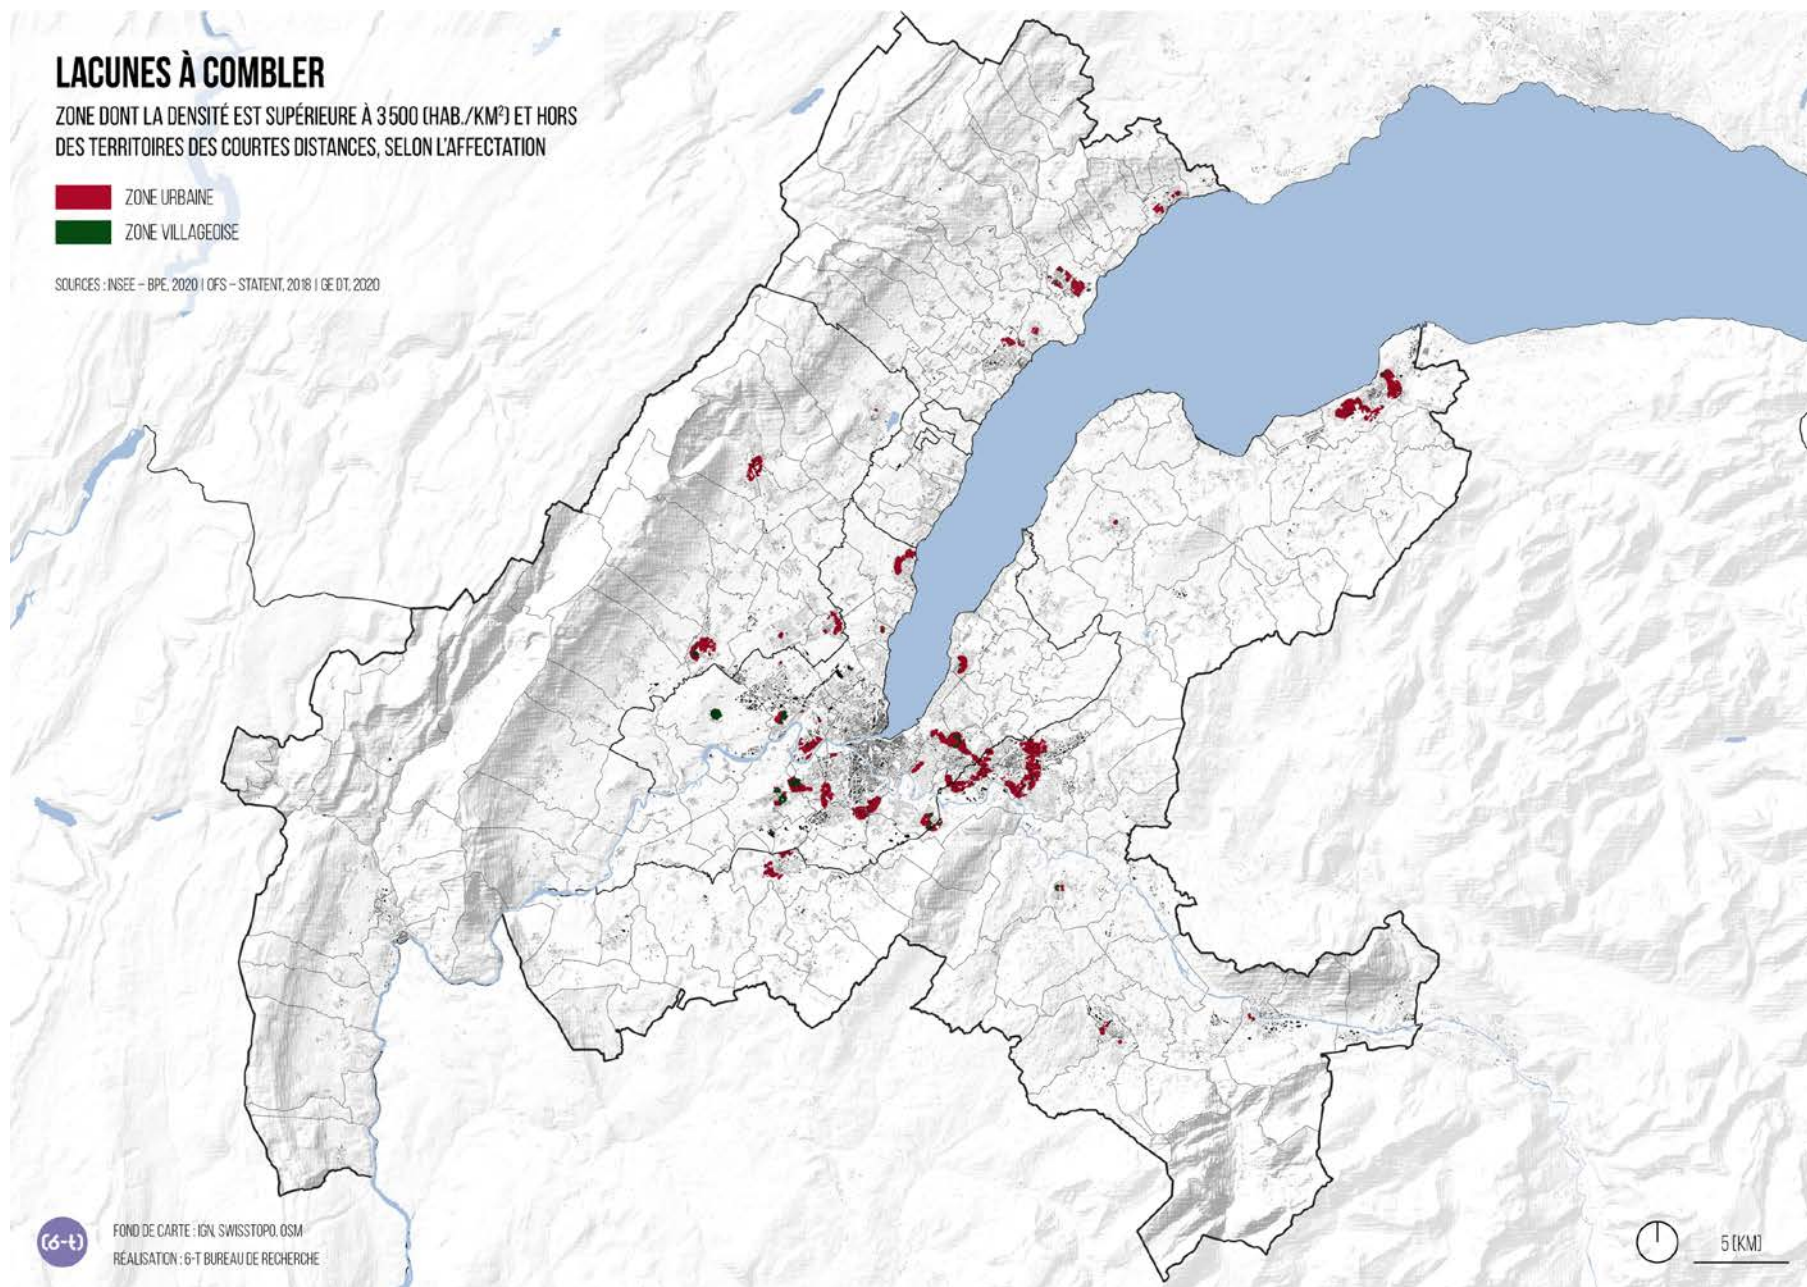 LACUNES À COMBLER
ZONE DONT LA DENSITÉ EST SUPÉRIEURE À 3 500 (HAB./KM²) ET HORS
DES TERRITOIRES DES COURTES DISTANCES, SELON L'AFFECTATION
ZONE URBAINE
ZONE VILLAGEOISE
SOURCES : INSEE – BPE, 2020 | OFS – STATENT, 2018 | GE DT, 2020
(6-t)
FOND DE CARTE : IGN, SWISSTOPO, OSM
RÉALISATION : 6-T BUREAU DE RECHERCHE
5 [KM]